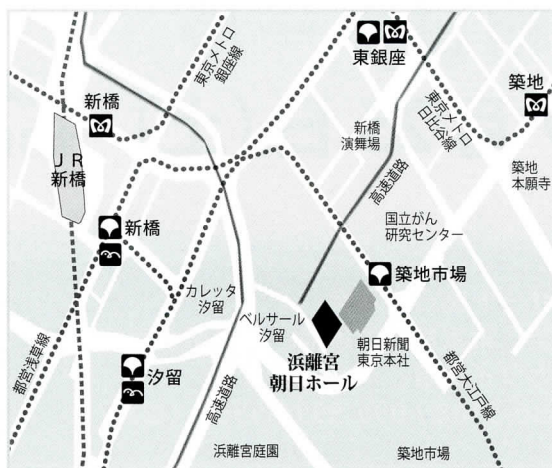 東京メトロ
銀座線
東銀座
築地
新橋
新橋
演舞場
東京メトロ
日比谷線
築地
本願寺
JR
新橋
高速道路
国立がん
研究センター
新橋
築地市場
カレッタ
汐留
ベルサール
汐留
浜離宮
朝日ホール
朝日新聞
東京本社
都営浅草線
汐留
高速道路
都営大江戸線
浜離宮庭園
築地市場